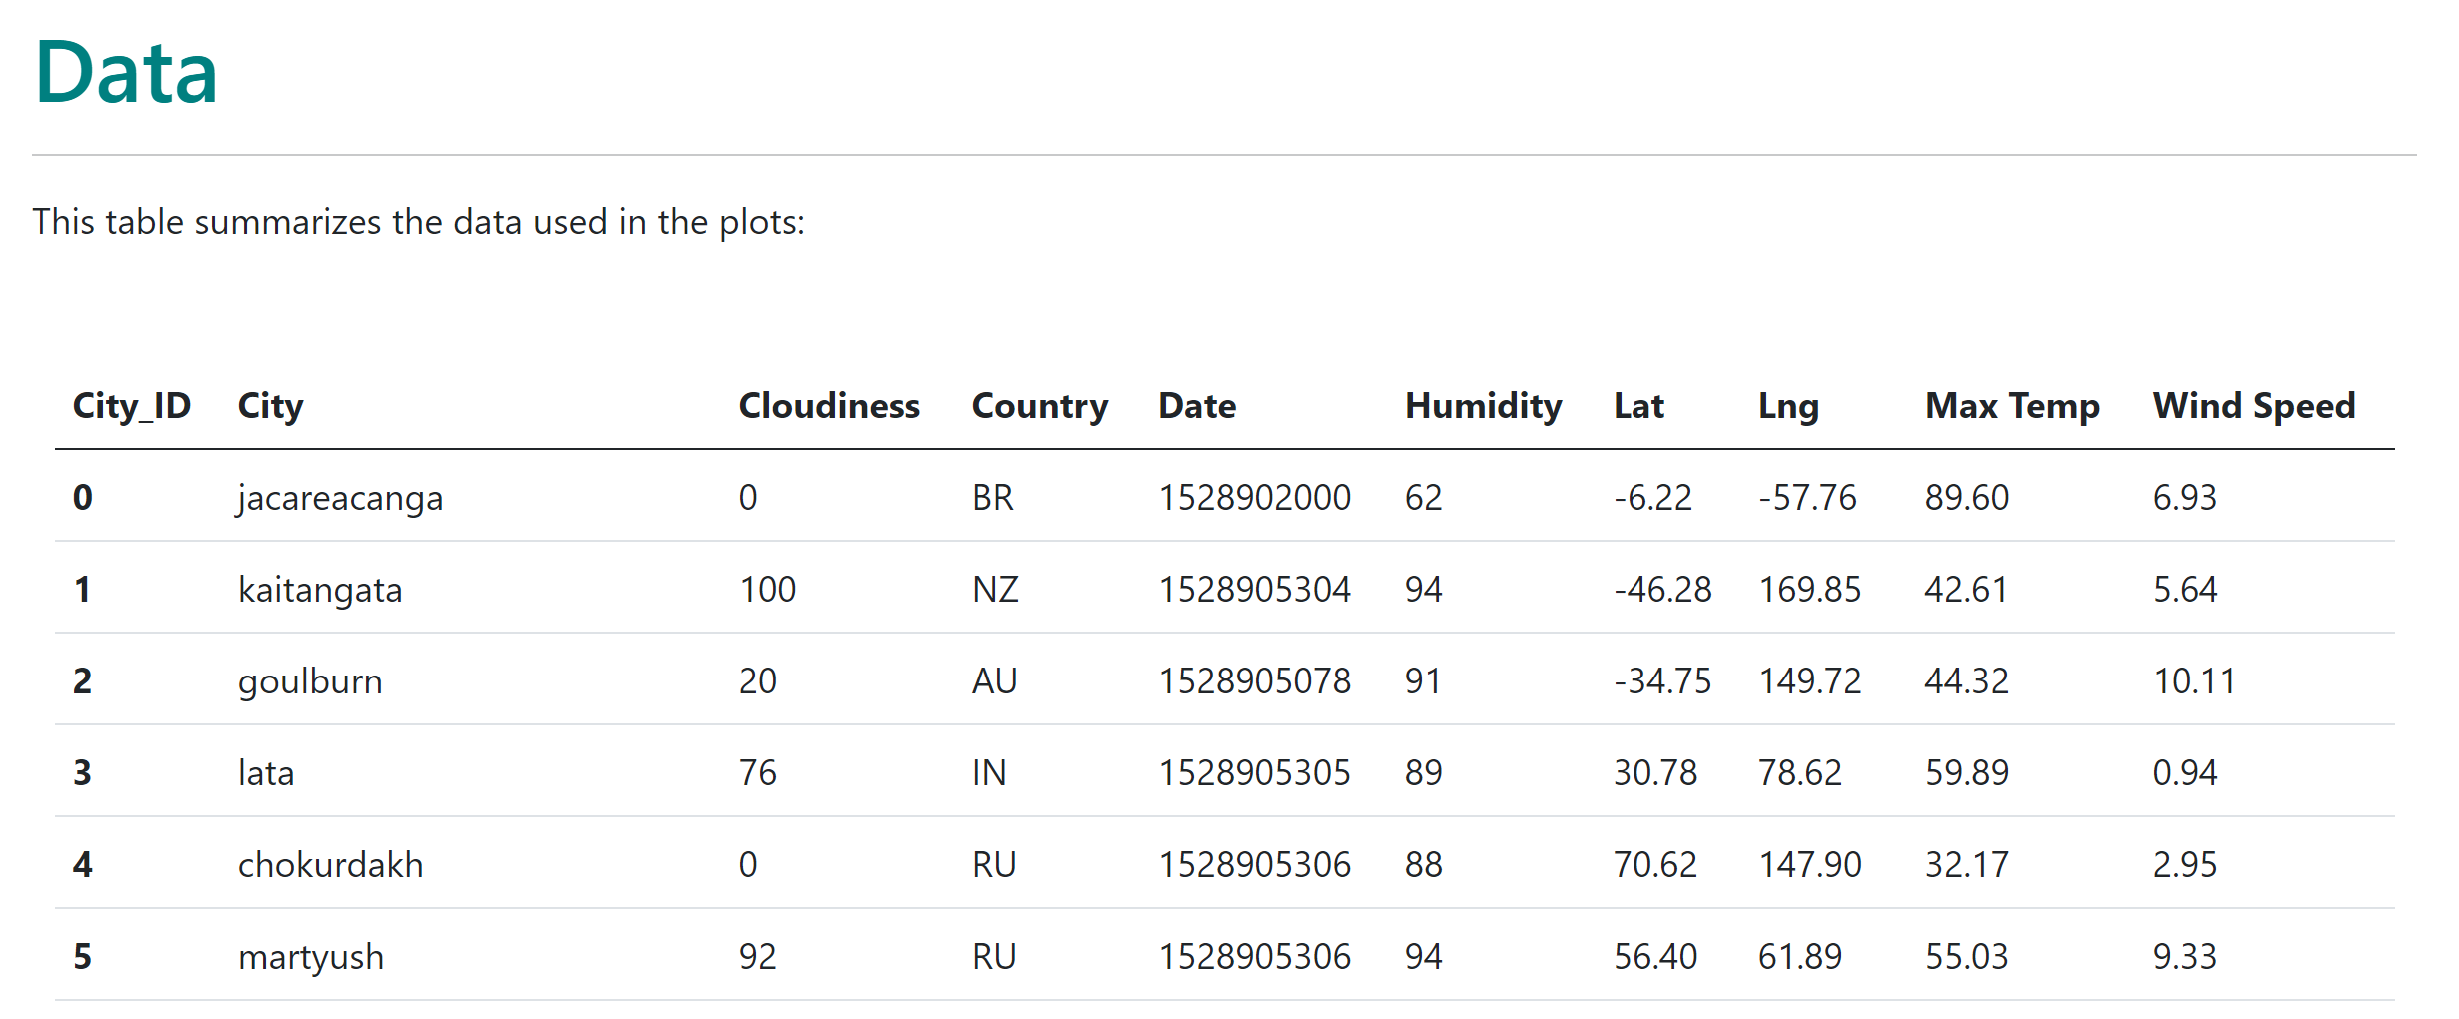 Data
This table summarizes the data used in the plots:
City_ID City Cloudiness Country Date Humidity Lat Lng Max Temp Wind Speed
0 jacareacanga 0 BR 1528902000 62 -6.22 -57.76 89.60 6.93
1 kaitangata 100 NZ 1528905304 94 -46.28 169.85 42.61 5.64
2 goulburn 20 AU 1528905078 91 -34.75 149.72 44.32 10.11
3 lata 76 IN 1528905305 89 30.78 78.62 59.89 0.94
4 chokurdakh 0 RU 1528905306 88 70.62 147.90 32.17 2.95
5 martyush 92 RU 1528905306 94 56.40 61.89 55.03 9.33